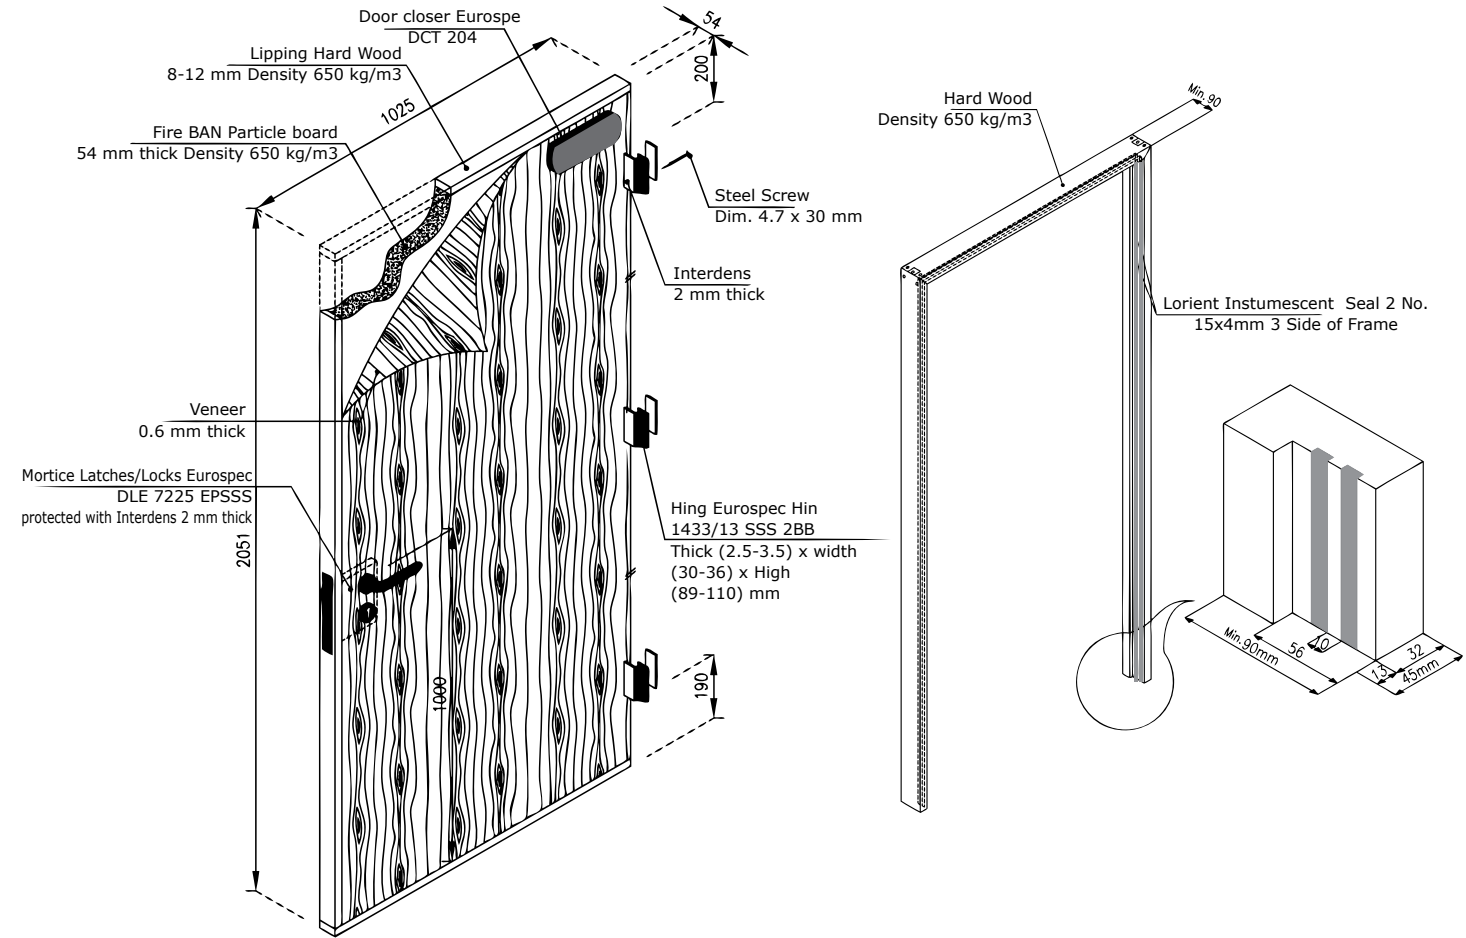 Door closer Eurospe
DCT 204
Lipping Hard Wood
8-12 mm Density 650 kg/m3
Fire BAN Particle board
54 mm thick Density 650 kg/m3
1025
54
200
Steel Screw
Dim. 4.7 x 30 mm
Interdens
2 mm thick
Veneer
0.6 mm thick
Mortice Latches/Locks Eurospec
DLE 7225 EPSSS
protected with Interdens 2 mm thick
2051
1000
Hing Eurospec Hin
1433/13 SSS 2BB
Thick (2.5-3.5) x width
(30-36) x High
(89-110) mm
190
Hard Wood
Density 650 kg/m3
Min. 90
Lorient Instumescent Seal 2 No.
15x4mm 3 Side of Frame
Min.90mm
56
10
13
32
45mm